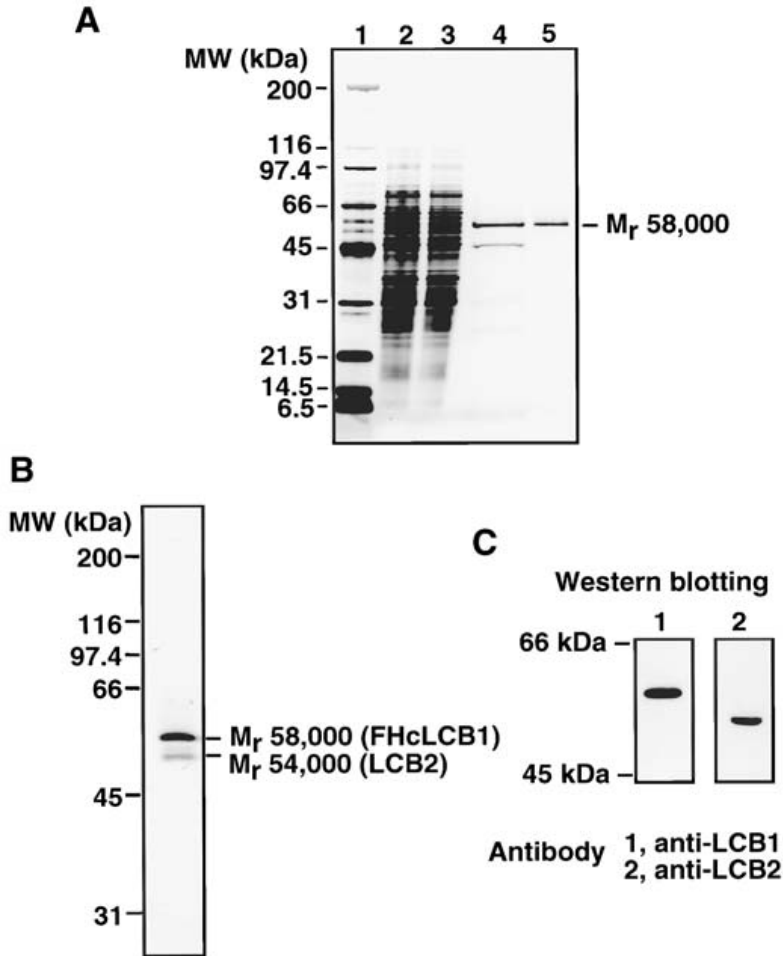 A
1 2 3 4 5
MW (kDa)
200
116
97.4
66
45
31
21.5
14.5
6.5
Mr 58,000
B
MW (kDa)
200
116
97.4
66
45
31
Mr 58,000 (FHcLCB1)
Mr 54,000 (LCB2)
C
Western blotting
1 2
66 kDa
45 kDa
Antibody 1, anti-LCB1
2, anti-LCB2